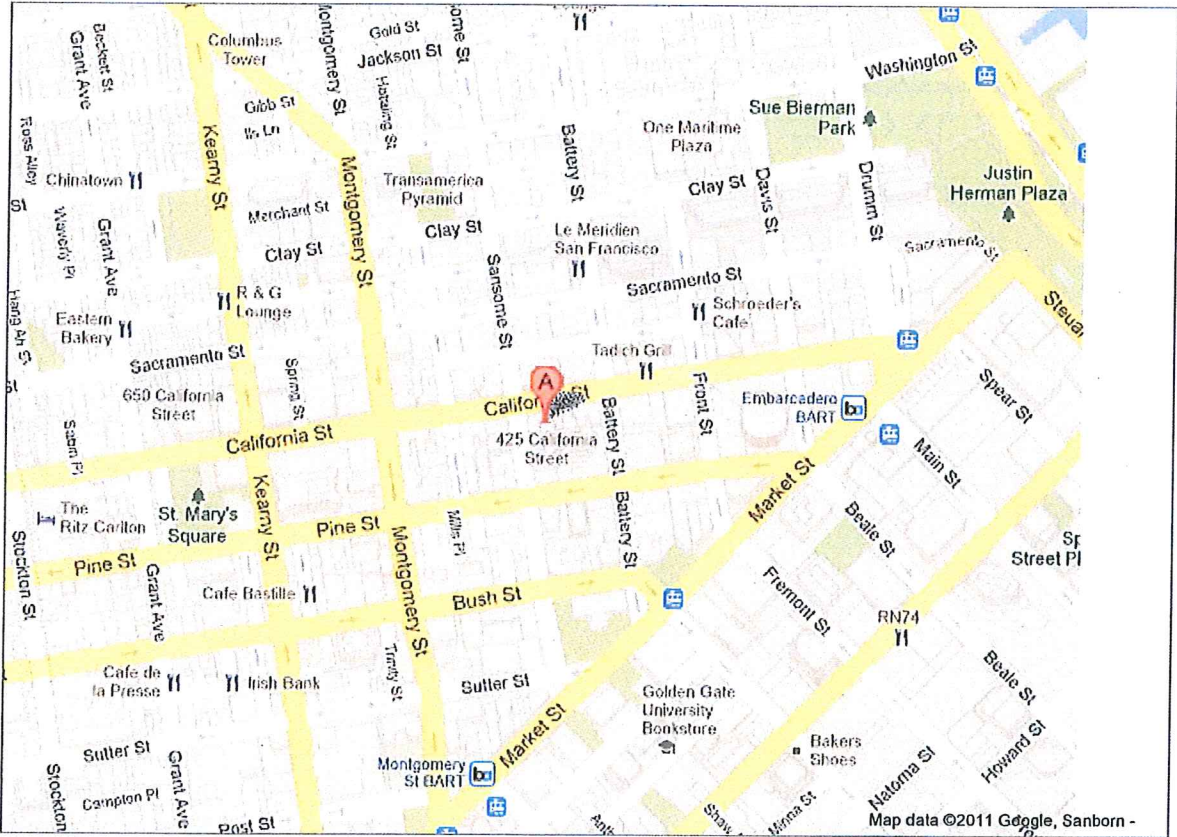 Beckett St
Grant Ave
Columbus
Tower
Montgomery St
Gold St
Jackson St
Hotaling St
Washington St
Gibb St
Kearny St
Ross Alley
Chinatown
Waverly Pl
Grant Ave
Merchant St
Clay St
Montgomery St
Transamerica
Pyramid
Clay St
Battery St
One Maritime
Plaza
Sue Bierman
Park
Clay St
Davis St
Drumm St
Justin
Herman Plaza
Sacramento St
Le Meridien
San Francisco
Sansome St
Sacramento St
Schroeder's
Cafe
Hang Ah St
Eastern
Bakery
R & G
Lounge
Sacramento St
Spring St
650 California
Street
Tadich Grill
A
425 California
Street
Battery St
Front St
Embarcadero
BART
Spear St
Main St
California St
Sabin Pl
The
Ritz Carlton
St. Mary's
Square
Kearny St
Pine St
Mills Pl
Battery St
Market St
Beale St
Stockton St
Pine St
Grant Ave
Cafe Bastille
Montgomery St
Bush St
Fremont St
RN74
Street Pl
Cafe de
la Presse
Irish Bank
Trinity St
Sutter St
Market St
Golden Gate
University
Bookstore
Beale St
Howard St
Natoma St
Bakers
Shoes
Minna St
Sutter St
Stockton
Campton Pl
Grant Ave
Post St
Montgomery
St BART
Map data ©2011 Google, Sanborn -